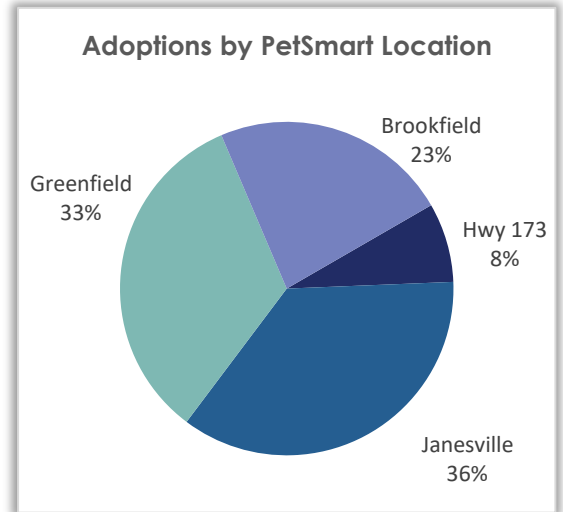 Adoptions by PetSmart Location
Brookfield
23%
Greenfield
33%
Hwy 173
8%
Janesville
36%